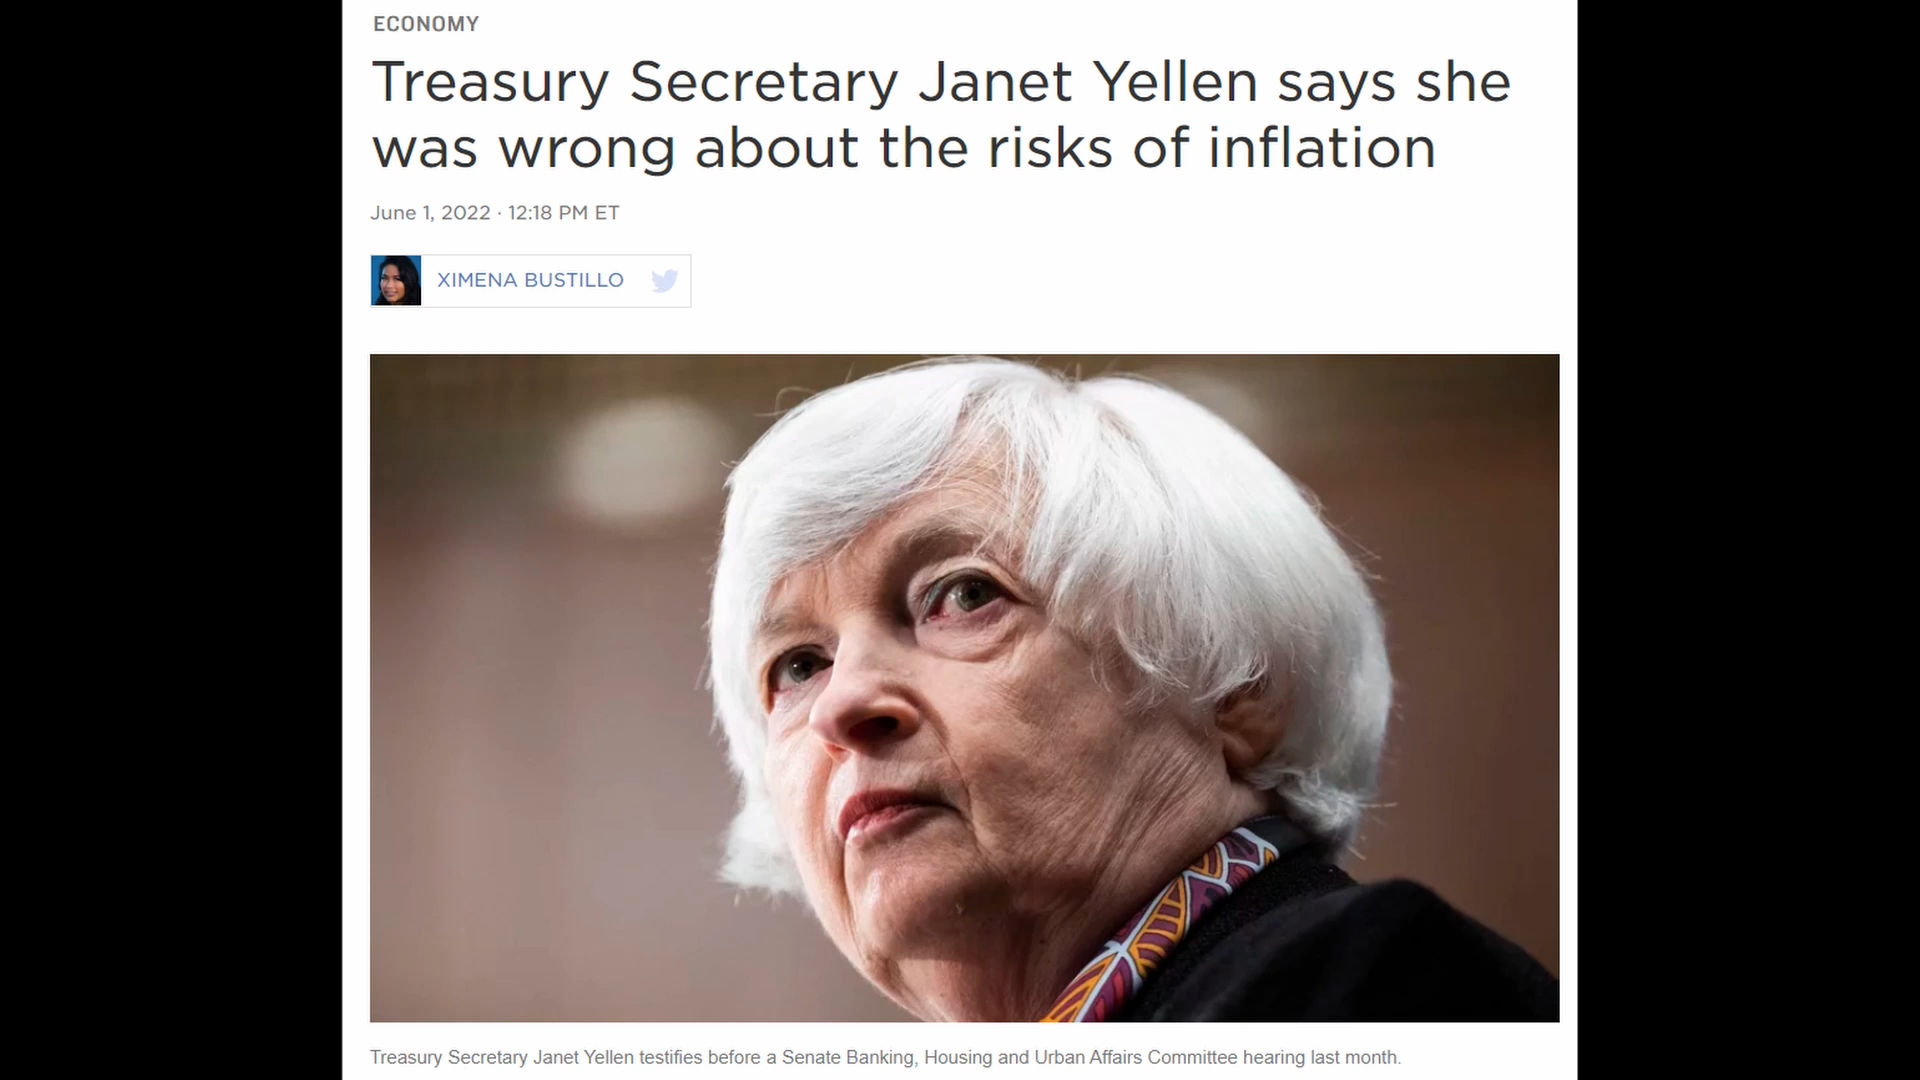 ECONOMY
Treasury Secretary Janet Yellen says she
was wrong about the risks of inflation
June 1, 2022 · 12:18 PM ET
XIMENA BUSTILLO
Treasury Secretary Janet Yellen testifies before a Senate Banking, Housing and Urban Affairs Committee hearing last month.